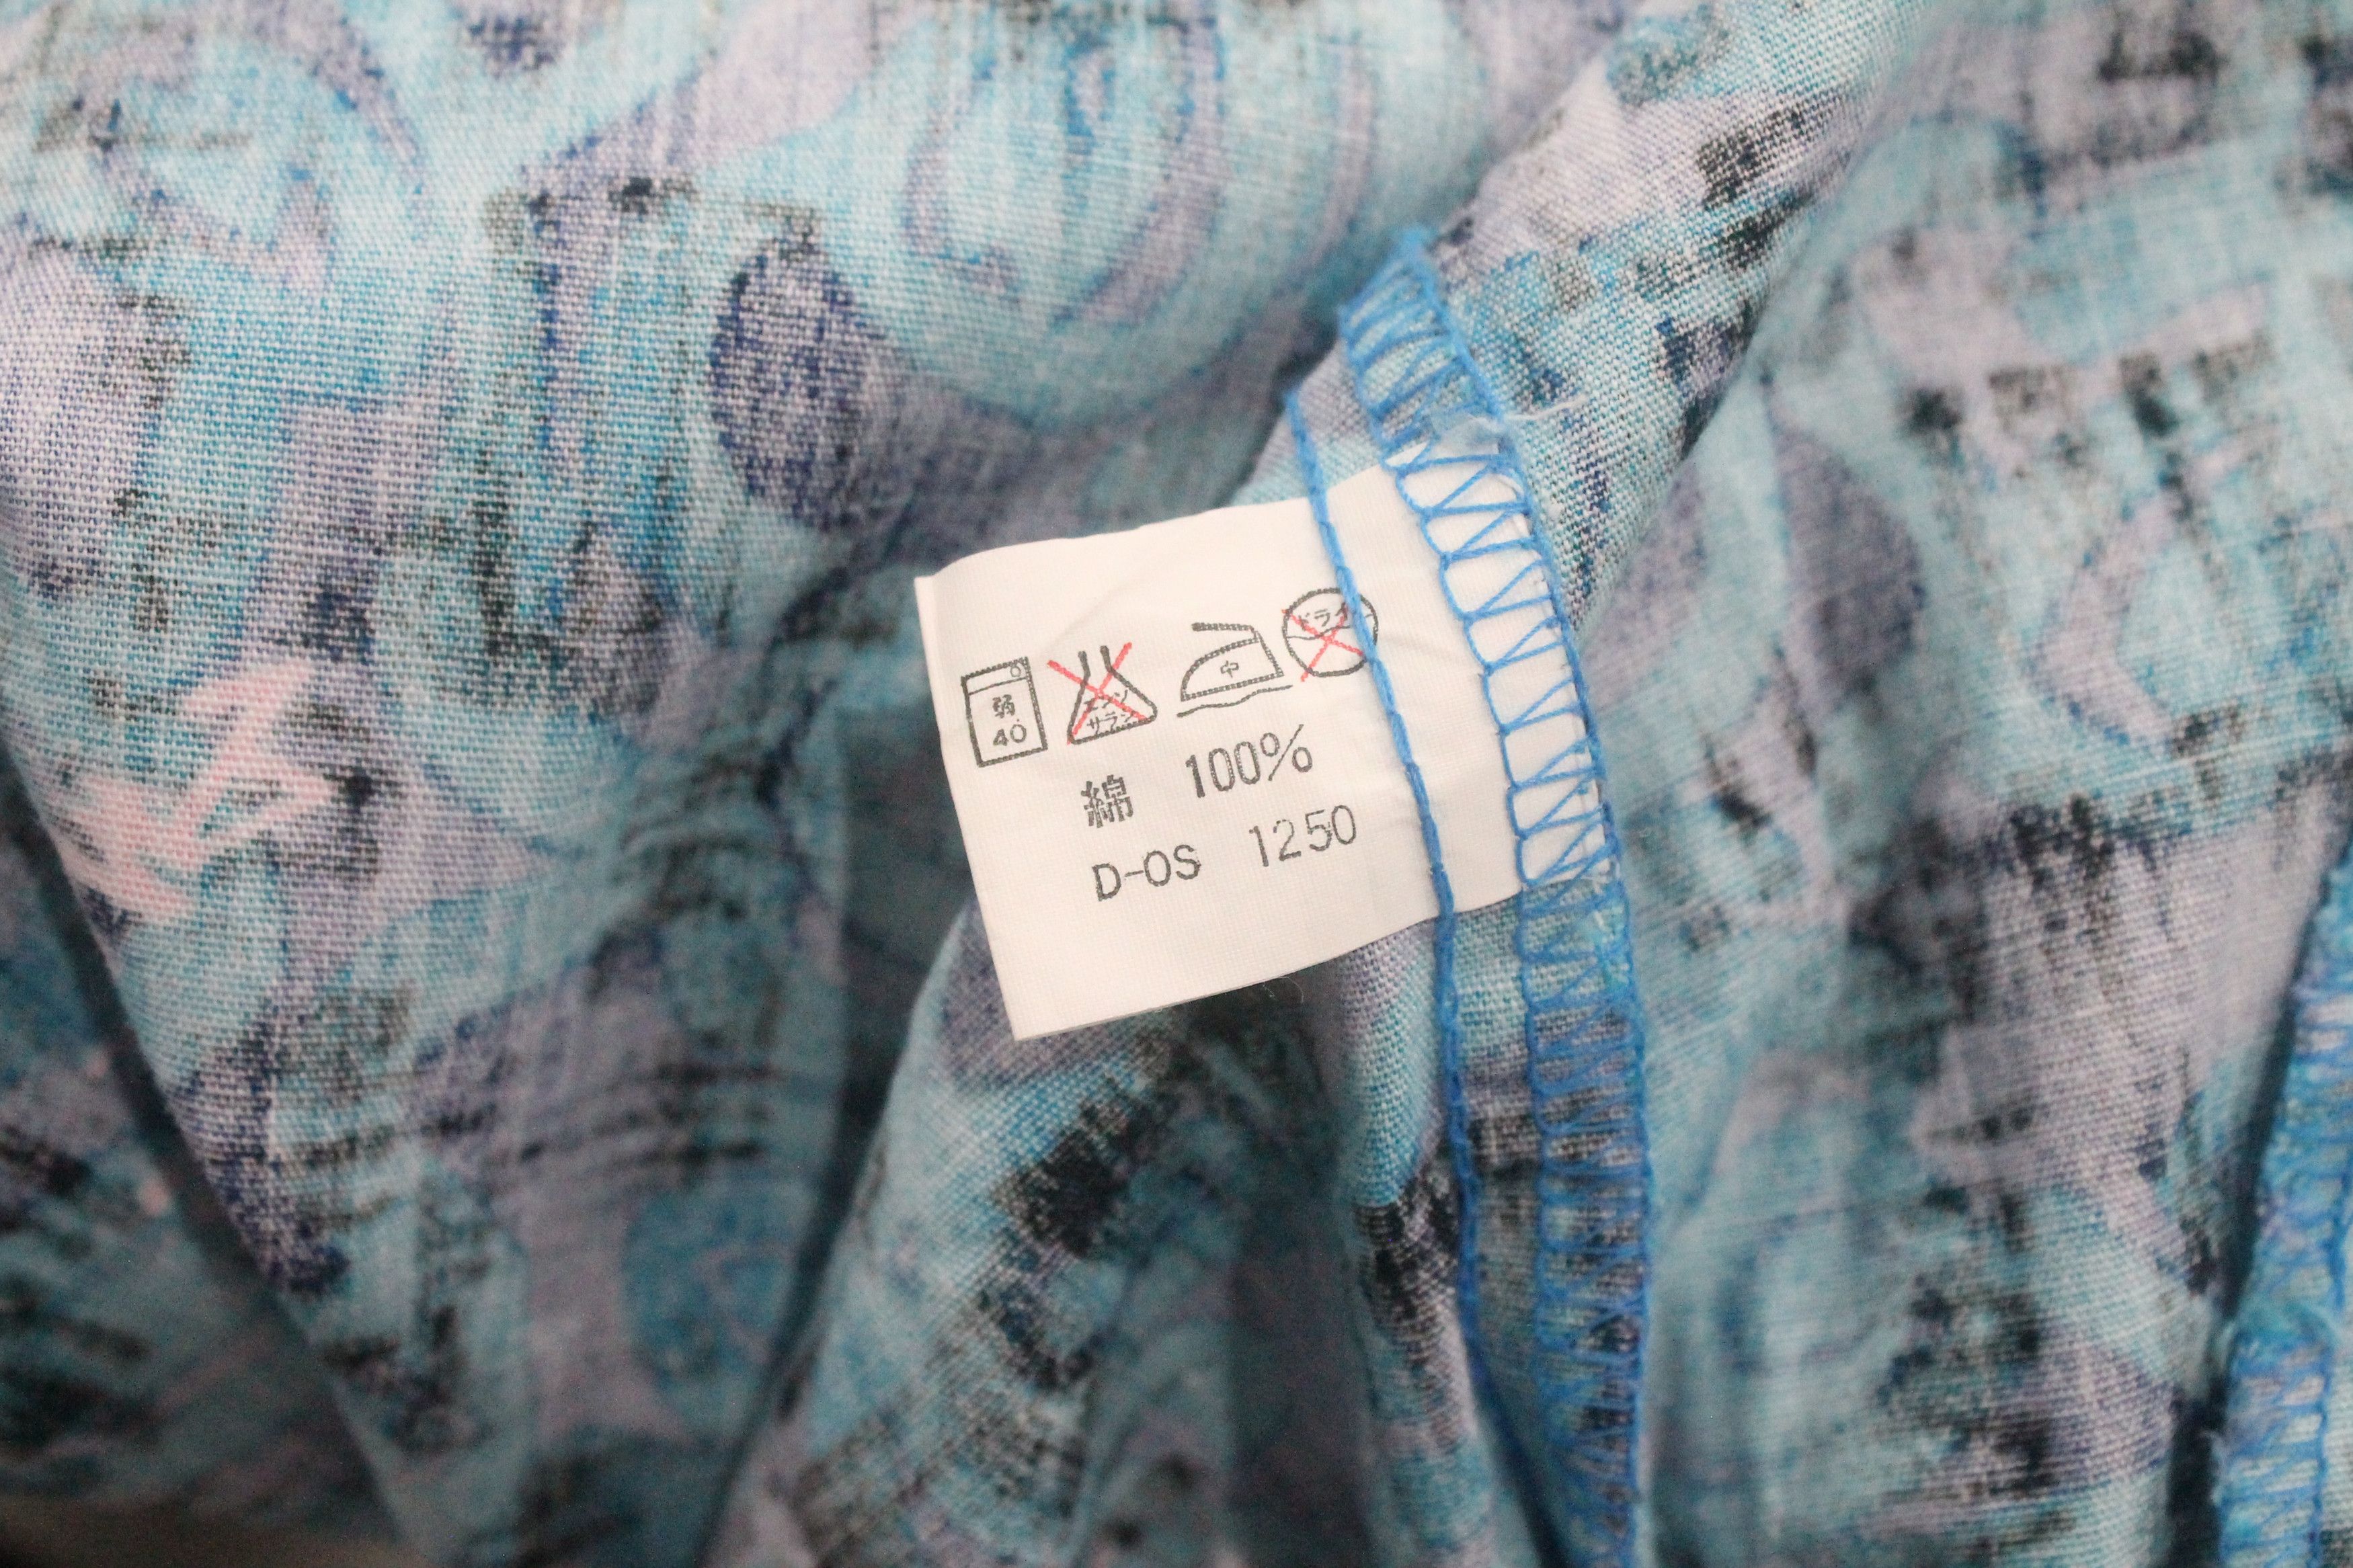 弱 40
エンソ サラシ
中
ドライ
綿 100%
D-OS 1250